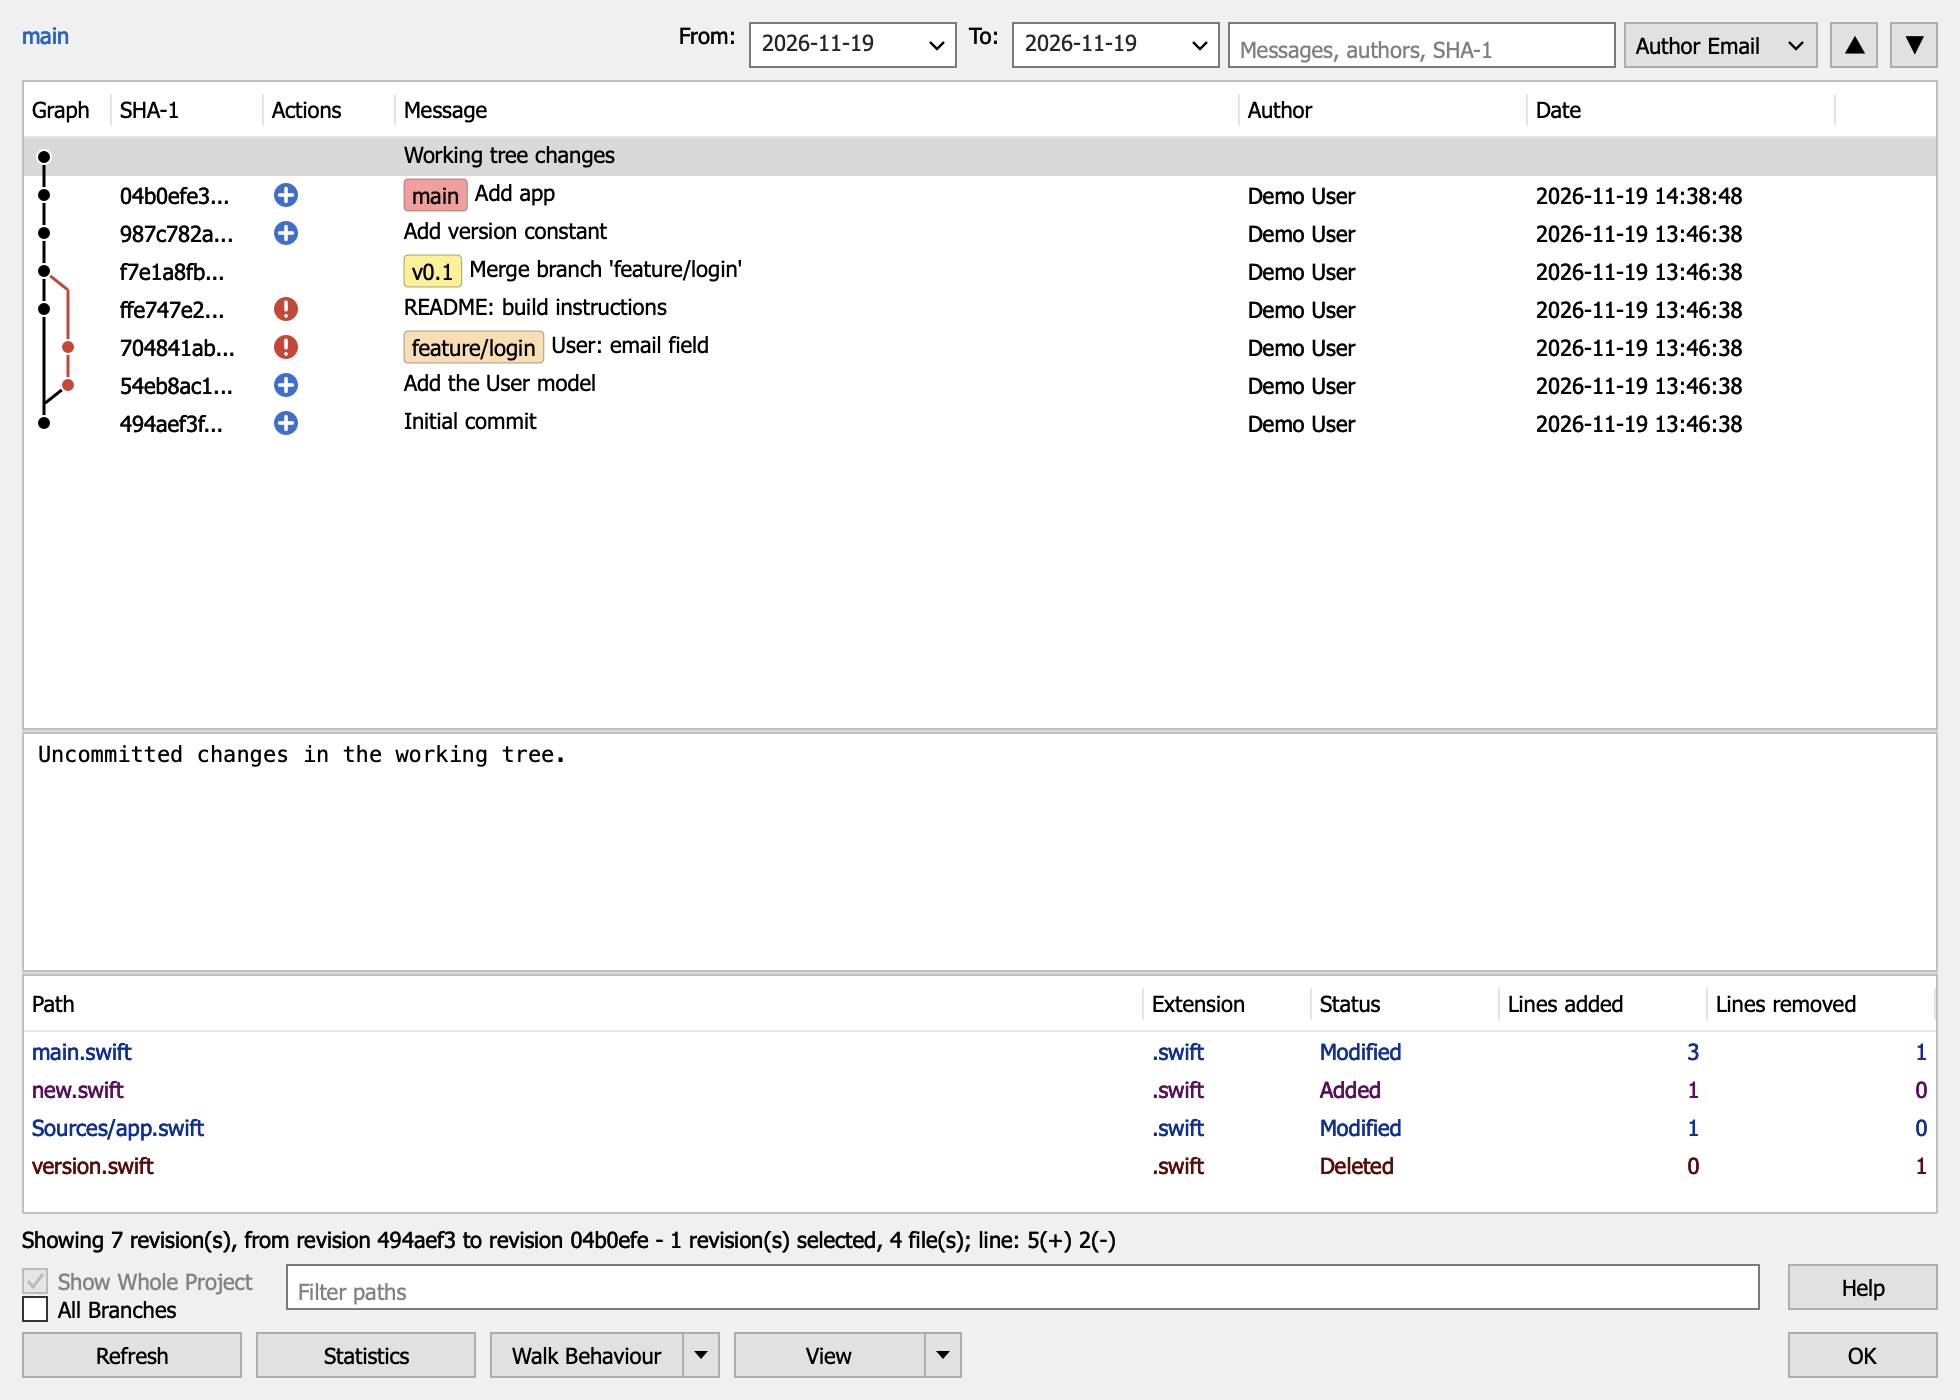 main From: 2026-11-19 To: 2026-11-19 Messages, authors, SHA-1 Author Email
Graph SHA-1 Actions Message Author Date
Working tree changes
04b0efe3... main Add app Demo User 2026-11-19 14:38:48
987c782a... Add version constant Demo User 2026-11-19 13:46:38
f7e1a8fb... v0.1 Merge branch 'feature/login' Demo User 2026-11-19 13:46:38
ffe747e2... README: build instructions Demo User 2026-11-19 13:46:38
704841ab... feature/login User: email field Demo User 2026-11-19 13:46:38
54eb8ac1... Add the User model Demo User 2026-11-19 13:46:38
494aef3f... Initial commit Demo User 2026-11-19 13:46:38
Uncommitted changes in the working tree.
Path Extension Status Lines added Lines removed
main.swift .swift Modified 3 1
new.swift .swift Added 1 0
Sources/app.swift .swift Modified 1 0
version.swift .swift Deleted 0 1
Showing 7 revision(s), from revision 494aef3 to revision 04b0efe - 1 revision(s) selected, 4 file(s); line: 5(+) 2(-)
Show Whole Project Filter paths Help
All Branches
Refresh Statistics Walk Behaviour View OK